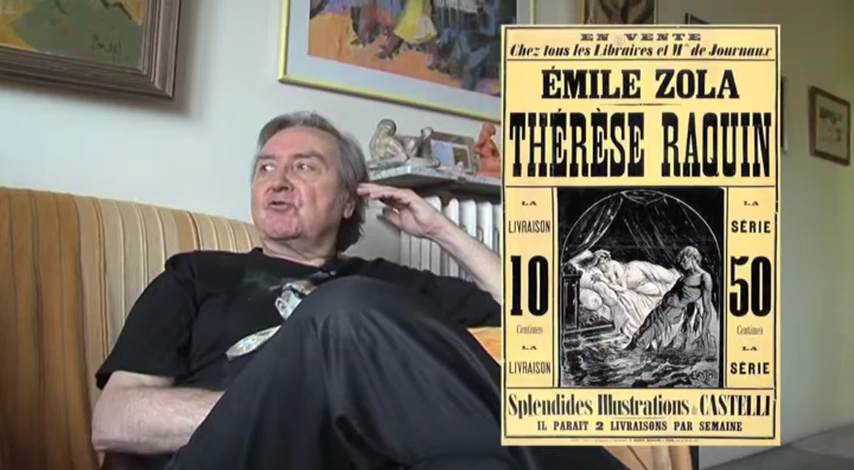 EN VENTE
Chez tous les Libraires et Mds de Journaux
ÉMILE ZOLA
THÉRÈSE RAQUIN
LA
LIVRAISON
10
Centimes
LA
LIVRAISON
LA
SÉRIE
50
Centimes
LA
SÉRIE
Splendides Illustrations de CASTELLI
IL PARAIT 2 LIVRAISONS PAR SEMAINE